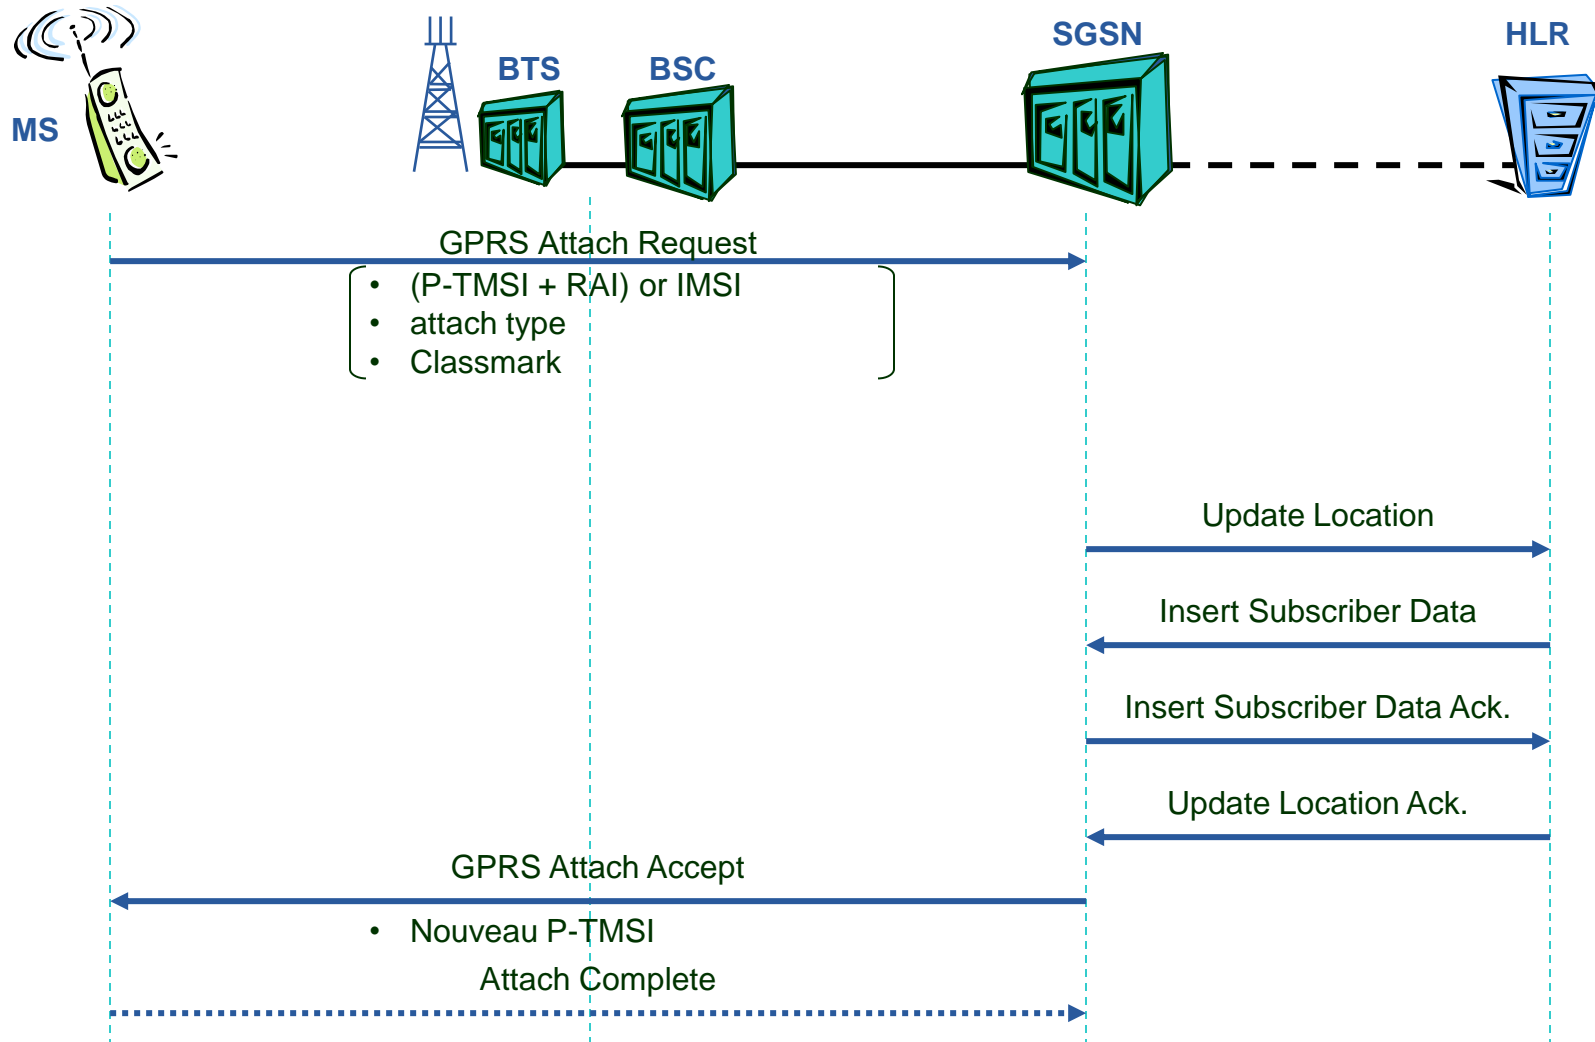 MS
BTS
BSC
SGSN
HLR
GPRS Attach Request
• (P-TMSI + RAI) or IMSI
• attach type
• Classmark
Update Location
Insert Subscriber Data
Insert Subscriber Data Ack.
Update Location Ack.
GPRS Attach Accept
• Nouveau P-TMSI
Attach Complete